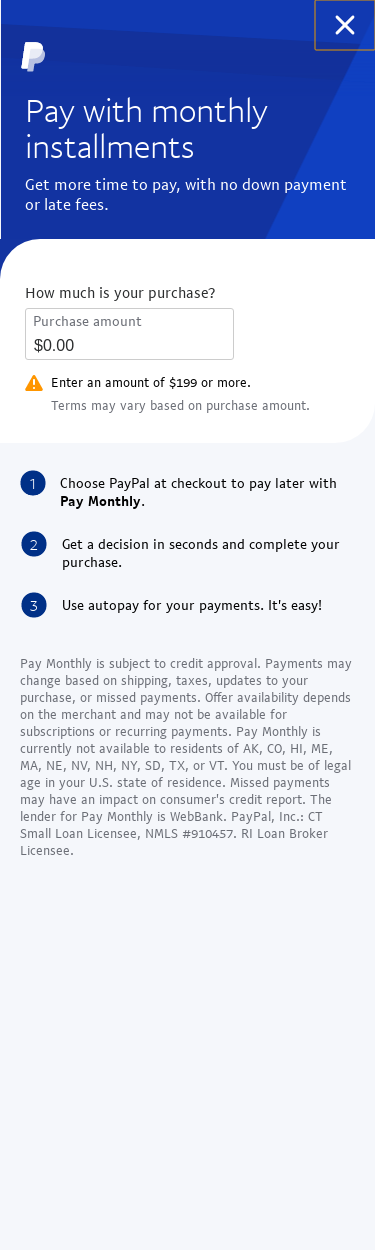 Pay with monthly
installments
Get more time to pay, with no down payment
or late fees.
How much is your purchase?
Purchase amount
$0.00
Enter an amount of $199 or more.
Terms may vary based on purchase amount.
1 Choose PayPal at checkout to pay later with
Pay Monthly.
2 Get a decision in seconds and complete your
purchase.
3 Use autopay for your payments. It's easy!
Pay Monthly is subject to credit approval. Payments may
change based on shipping, taxes, updates to your
purchase, or missed payments. Offer availability depends
on the merchant and may not be available for
subscriptions or recurring payments. Pay Monthly is
currently not available to residents of AK, CO, HI, ME,
MA, NE, NV, NH, NY, SD, TX, or VT. You must be of legal
age in your U.S. state of residence. Missed payments
may have an impact on consumer's credit report. The
lender for Pay Monthly is WebBank. PayPal, Inc.: CT
Small Loan Licensee, NMLS #910457. RI Loan Broker
Licensee.